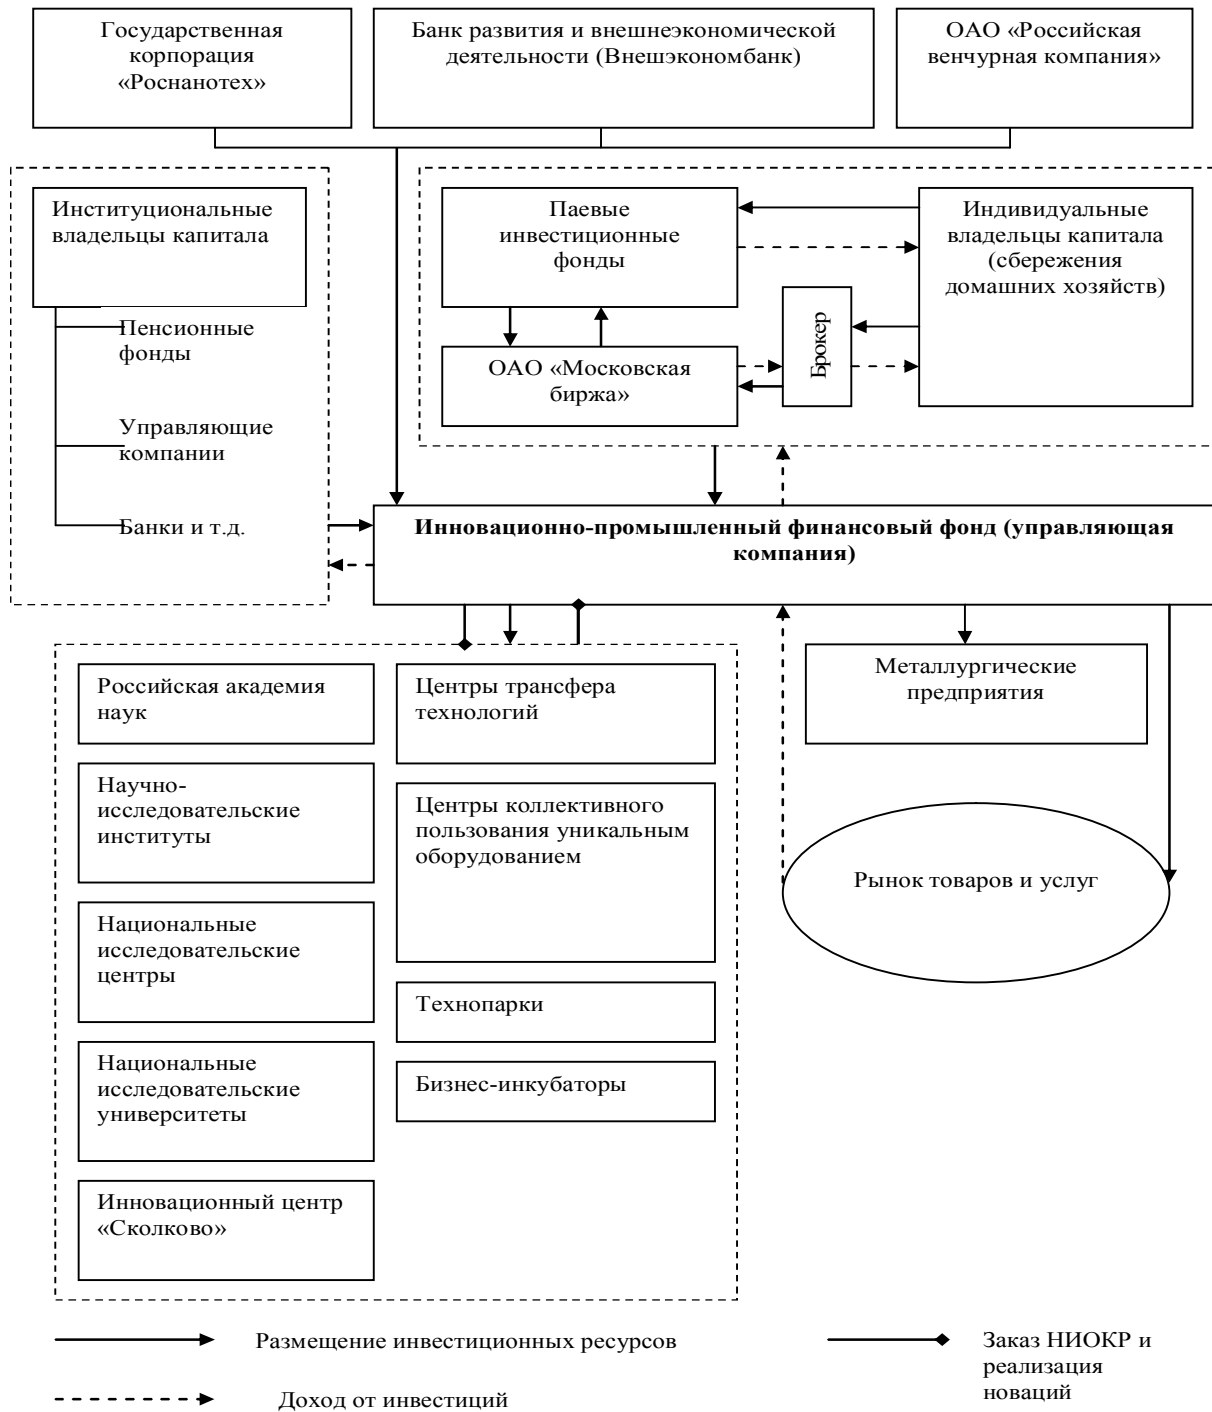 Государственная
корпорация
«Роснанотех»
Банк развития и внешнеэкономической
деятельности (Внешэкономбанк)
ОАО «Российская
венчурная компания»
Институциональные
владельцы капитала
Пенсионные
фонды
Управляющие
компании
Банки и т.д.
Паевые
инвестиционные
фонды
ОАО «Московская
биржа»
Брокер
Индивидуальные
владельцы капитала
(сбережения
домашних хозяйств)
Инновационно-промышленный финансовый фонд (управляющая
компания)
Российская академия
наук
Научно-
исследовательские
институты
Национальные
исследовательские
центры
Национальные
исследовательские
университеты
Инновационный центр
«Сколково»
Центры трансфера
технологий
Центры коллективного
пользования уникальным
оборудованием
Технопарки
Бизнес-инкубаторы
Металлургические
предприятия
Рынок товаров и услуг
Размещение инвестиционных ресурсов
Доход от инвестиций
Заказ НИОКР и
реализация
новаций